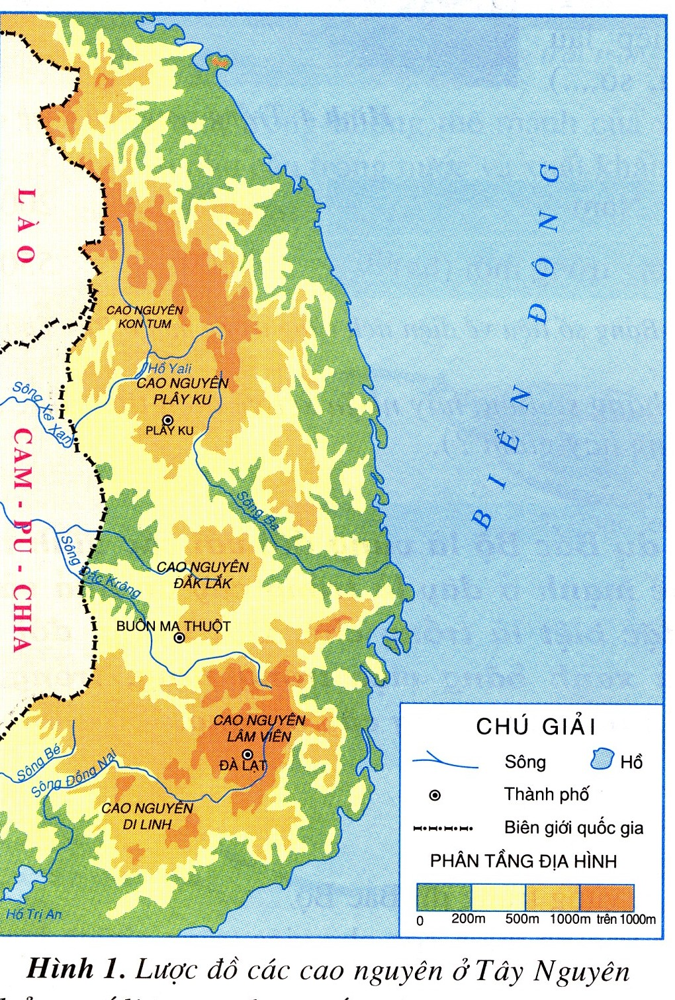 LÀO
CAO NGUYÊN
KON TUM
Hồ Yali
CAO NGUYÊN
PLÂY KU
PLÂY KU
Sông Xê Xan
CAM - PU - CHIA
Sông Ba
BIỂN ĐÔNG
CAO NGUYÊN
ĐẮK LẮK
Sông Đắc Krông
BUÔN MA THUỘT
CAO NGUYÊN
LÂM VIÊN
ĐÀ LẠT
Sông Bé
Sông Đồng Nai
CAO NGUYÊN
DI LINH
Hồ Trị An
CHÚ GIẢI
Sông
Hồ
Thành phố
Biên giới quốc gia
PHÂN TẦNG ĐỊA HÌNH
0 200m 500m 1000m trên 1000m
Hình 1. Lược đồ các cao nguyên ở Tây Nguyên